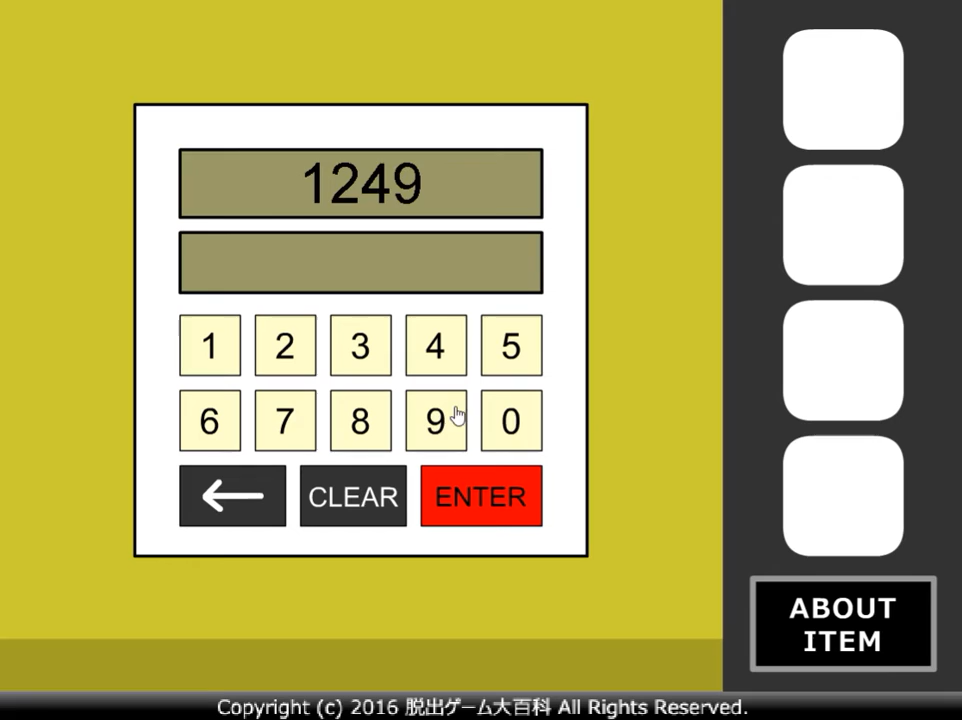 1249
1 2 3 4 5
6 7 8 9 0
← CLEAR ENTER
ABOUT
ITEM
Copyright (c) 2016 脱出ゲーム大百科 All Rights Reserved.